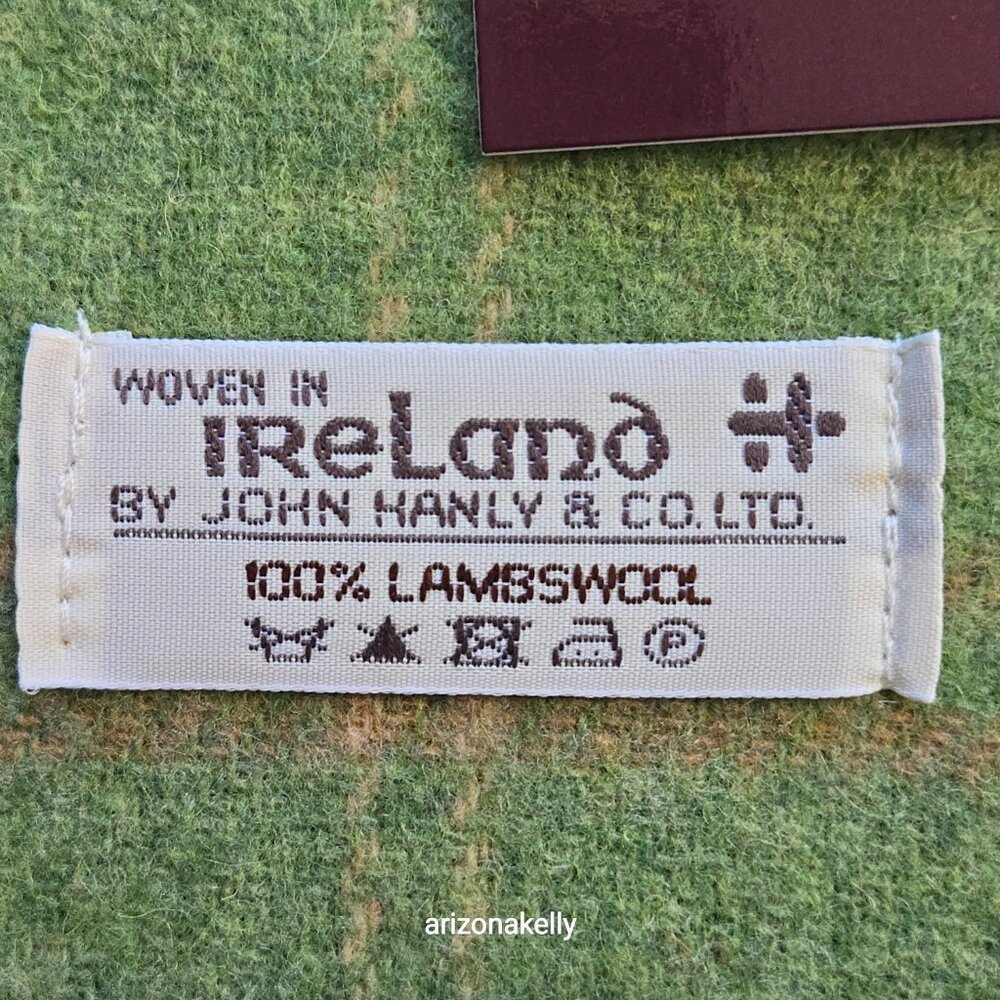 WOVEN IN
IReLand
BY JOHN HANLY & CO. LTD.
100% LAMBSWOOL
P
arizonakelly